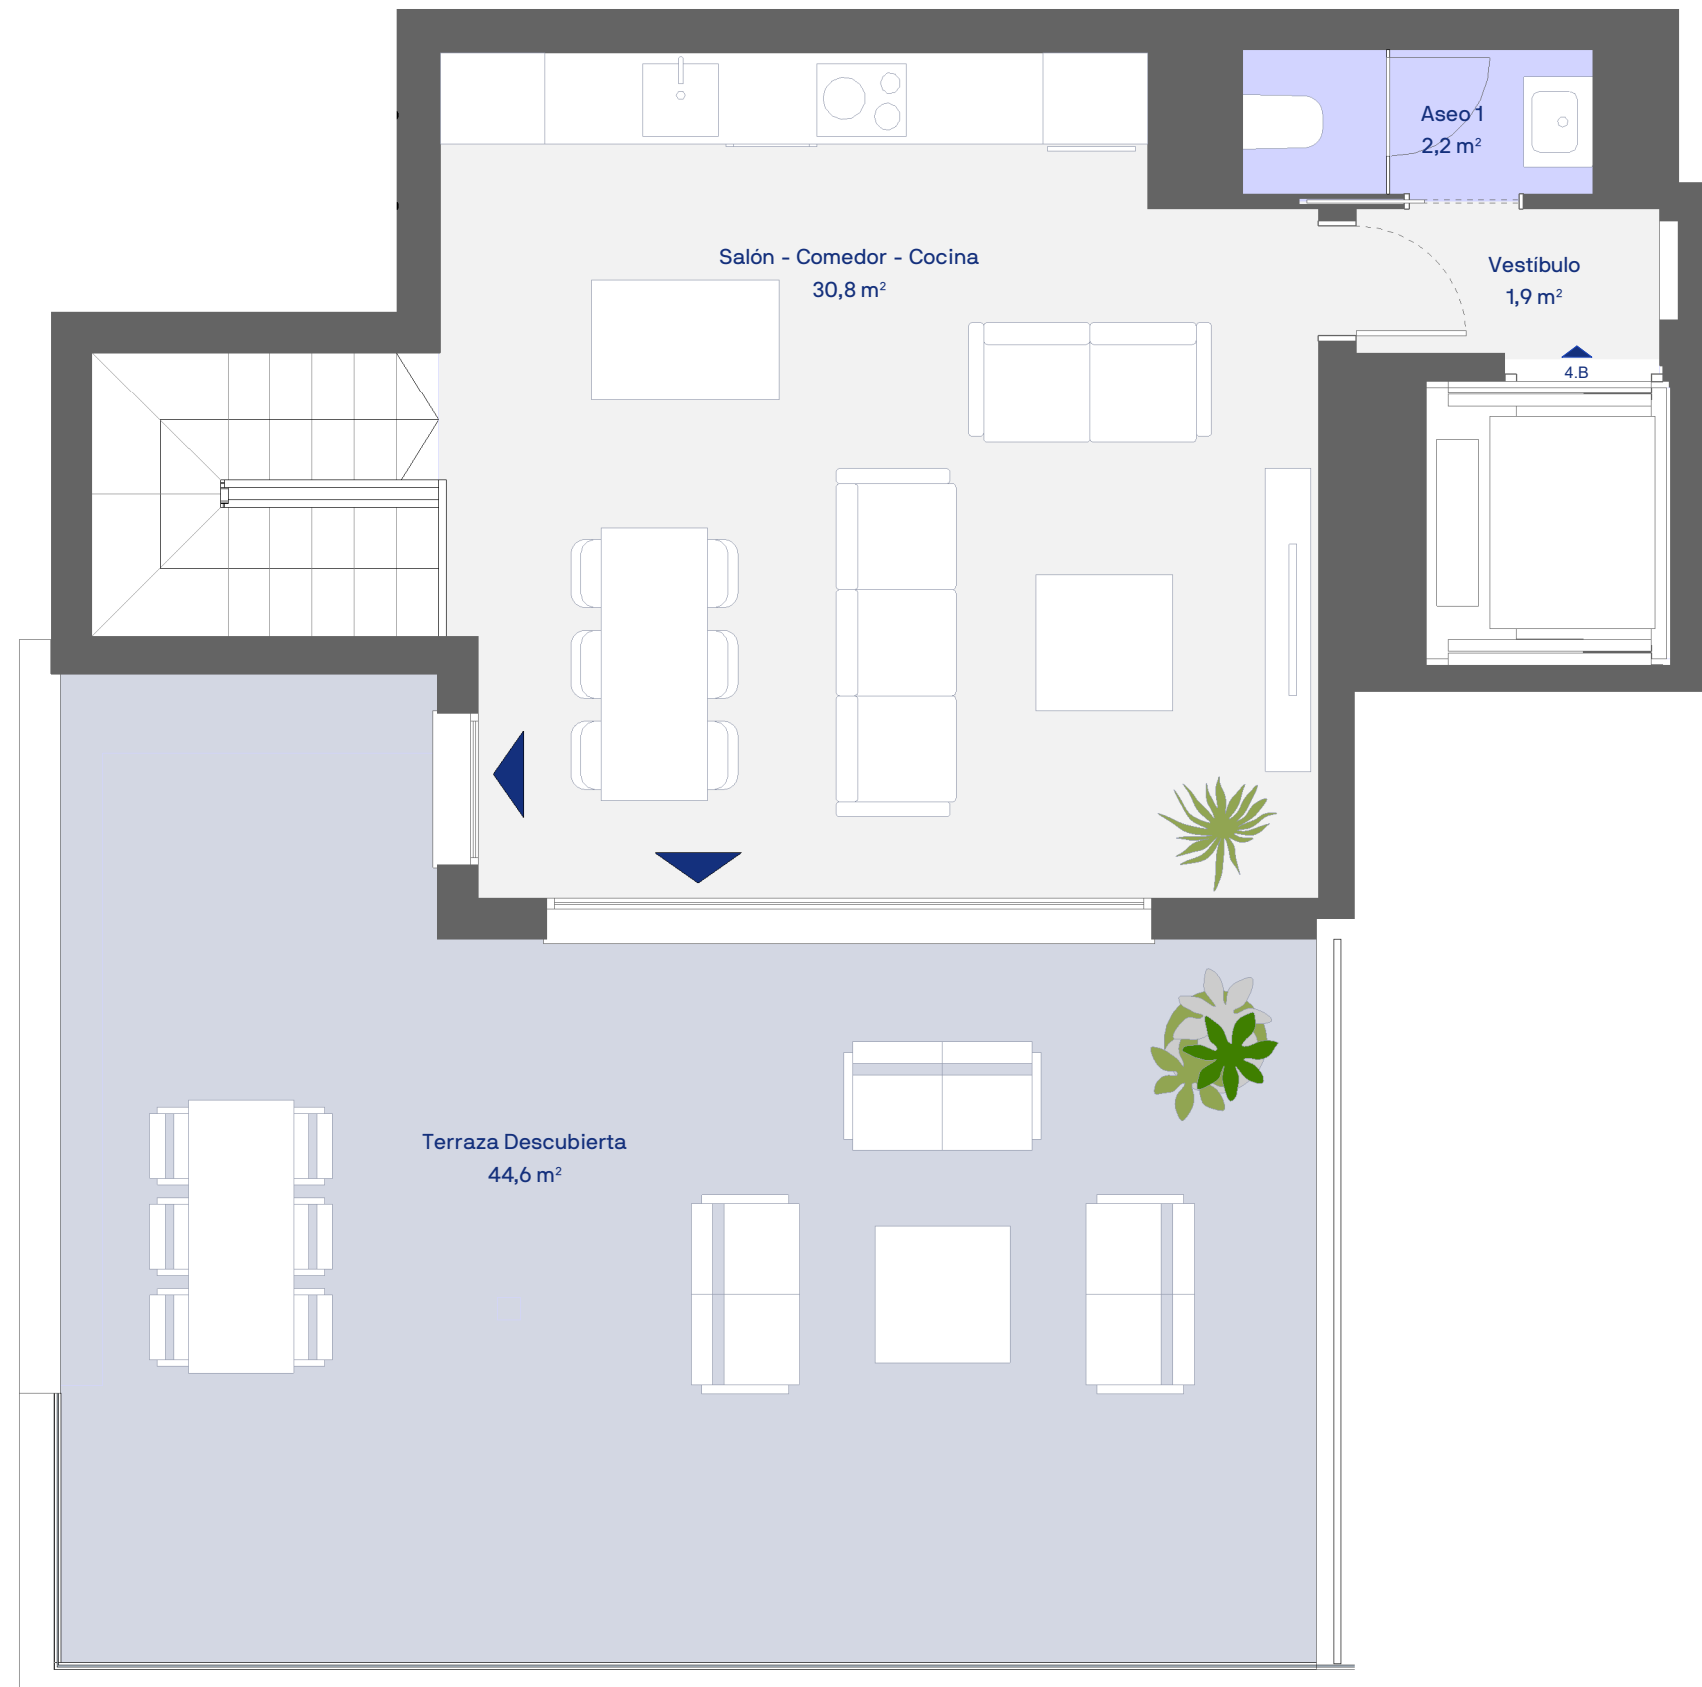 Aseo 1
2,2 m²
Salón - Comedor - Cocina
30,8 m²
Vestíbulo
1,9 m²
4.B
Terraza Descubierta
44,6 m²